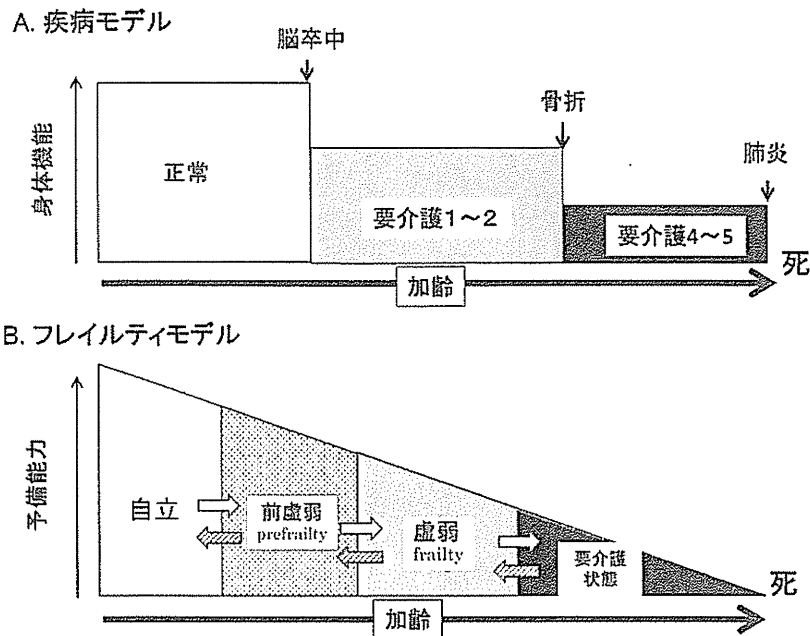 A. 疾病モデル
脳卒中
骨折
肺炎
身体機能
正常
要介護1～2
要介護4～5
死
加齢
B. フレイルティモデル
予備能力
自立
前虚弱
prefrailty
虚弱
frailty
要介護
状態
死
加齢